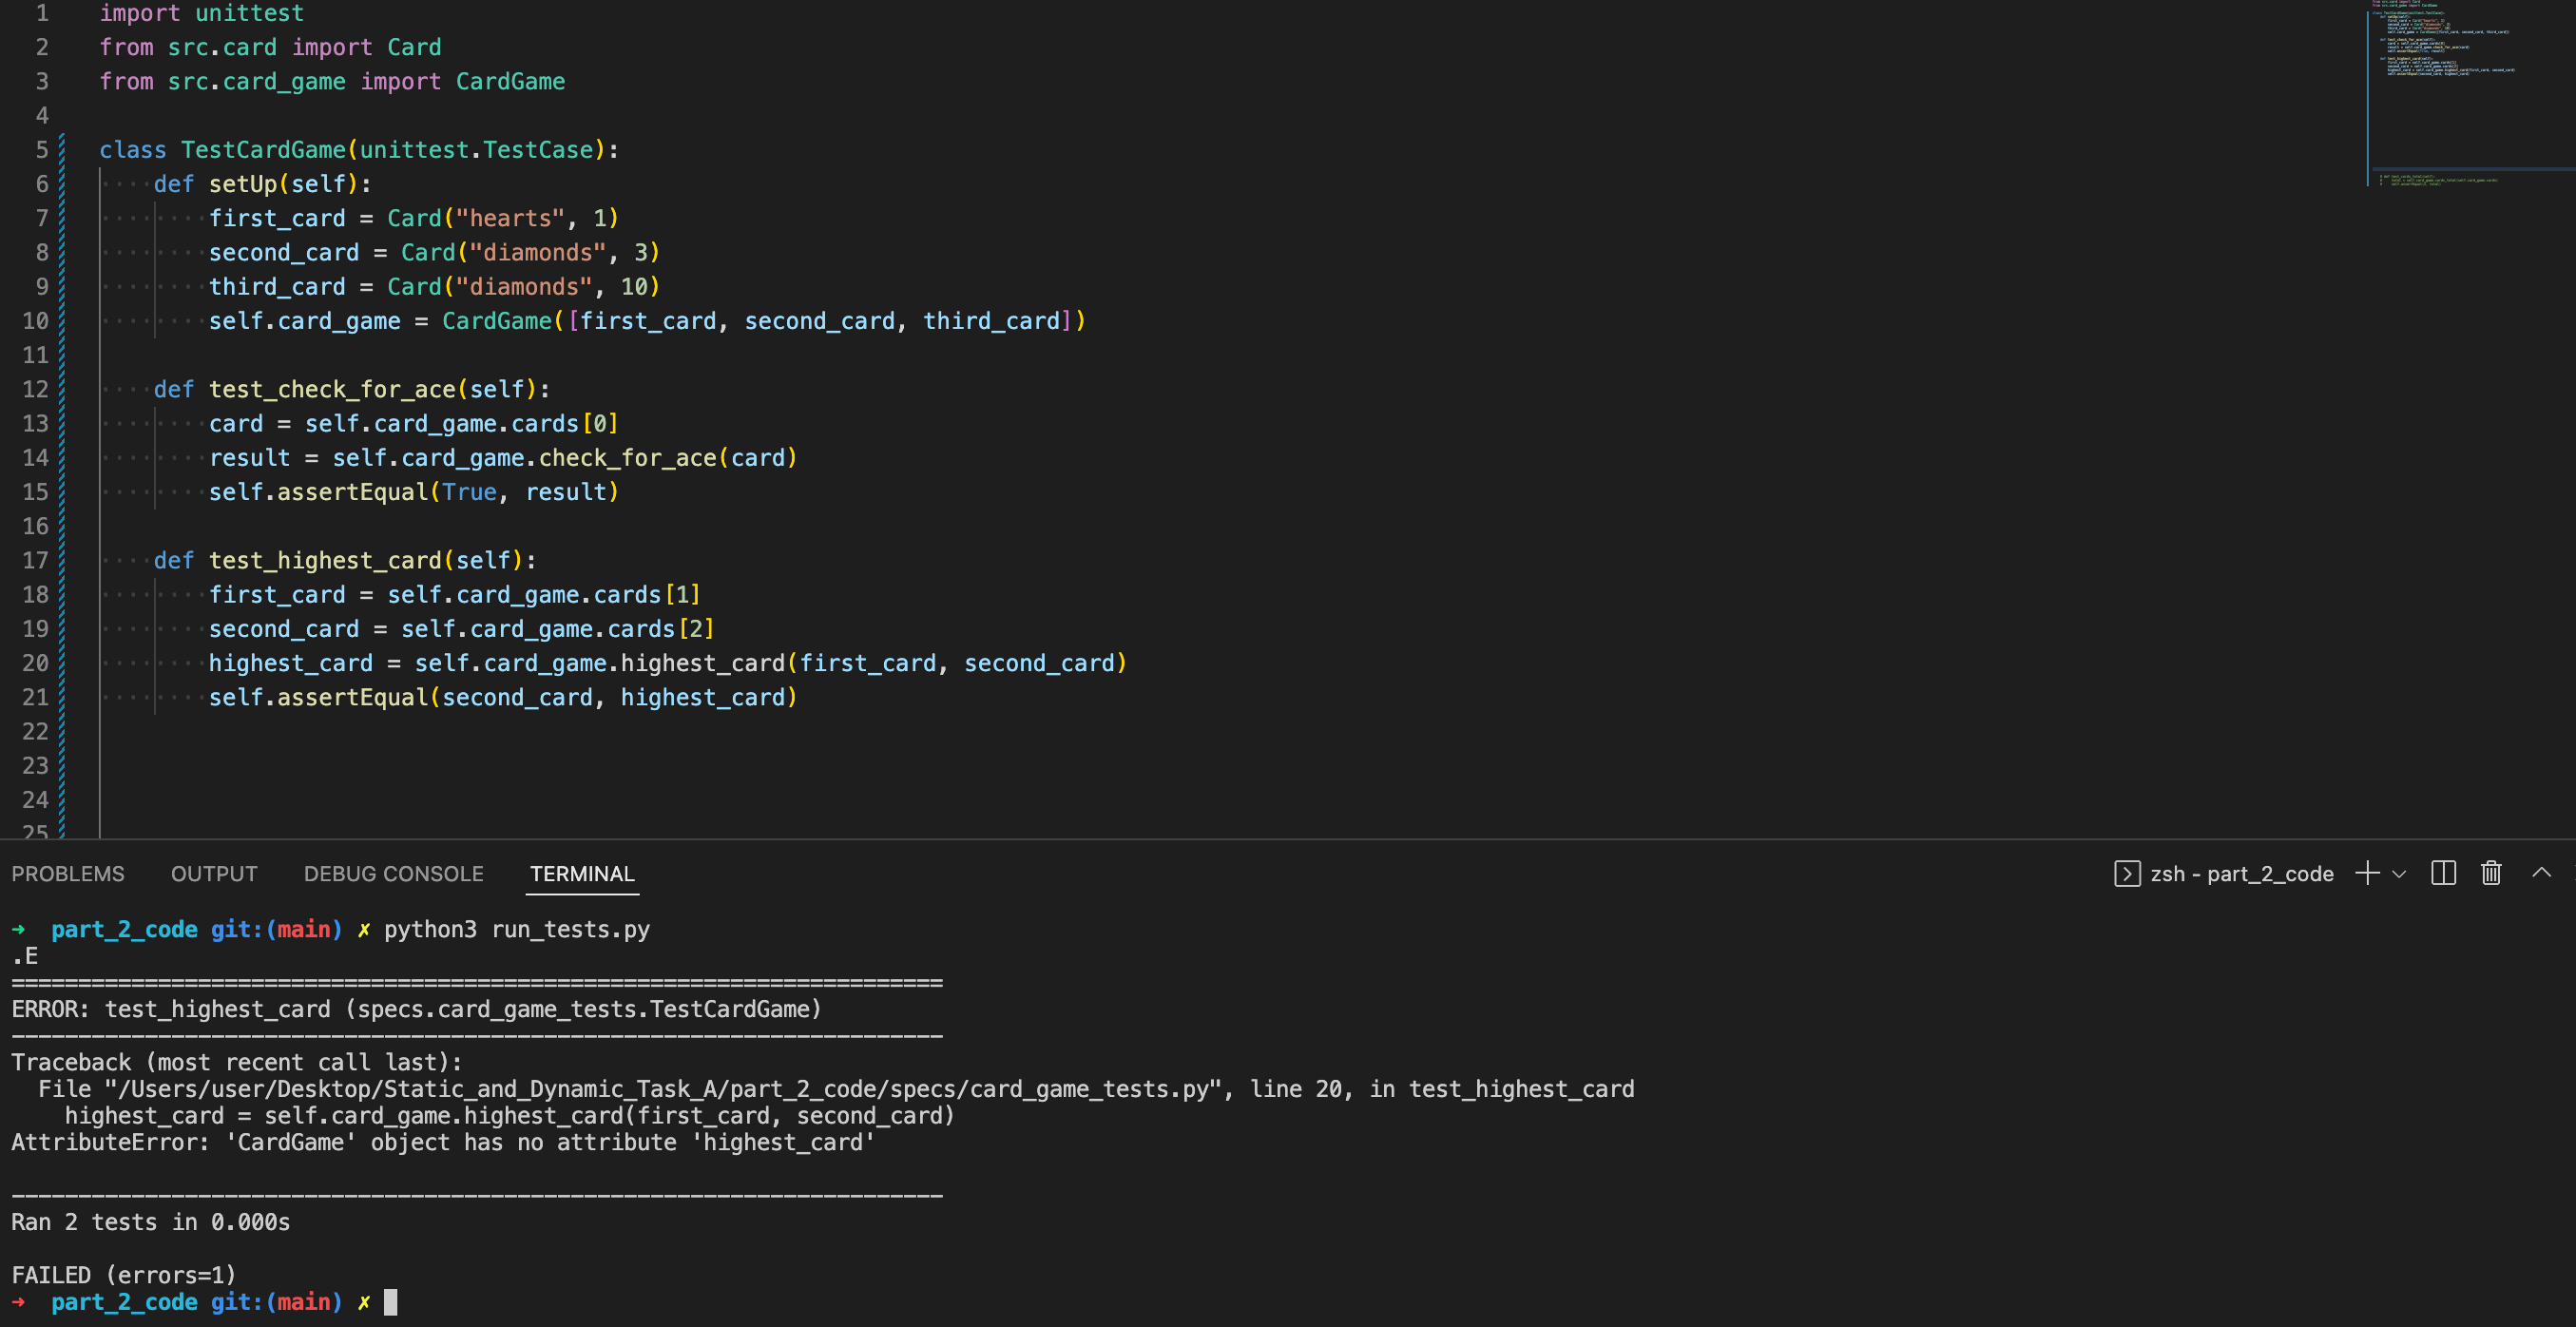 1 import unittest
2 from src.card import Card
3 from src.card_game import CardGame
4
5 class TestCardGame(unittest.TestCase):
6 def setUp(self):
7 first_card = Card("hearts", 1)
8 second_card = Card("diamonds", 3)
9 third_card = Card("diamonds", 10)
10 self.card_game = CardGame([first_card, second_card, third_card])
11
12 def test_check_for_ace(self):
13 card = self.card_game.cards[0]
14 result = self.card_game.check_for_ace(card)
15 self.assertEqual(True, result)
16
17 def test_highest_card(self):
18 first_card = self.card_game.cards[1]
19 second_card = self.card_game.cards[2]
20 highest_card = self.card_game.highest_card(first_card, second_card)
21 self.assertEqual(second_card, highest_card)
22
23
24
25
PROBLEMS OUTPUT DEBUG CONSOLE TERMINAL zsh - part_2_code
➜ part_2_code git:(main) ✗ python3 run_tests.py
.E
======================================================================
ERROR: test_highest_card (specs.card_game_tests.TestCardGame)
----------------------------------------------------------------------
Traceback (most recent call last):
File "/Users/user/Desktop/Static_and_Dynamic_Task_A/part_2_code/specs/card_game_tests.py", line 20, in test_highest_card
highest_card = self.card_game.highest_card(first_card, second_card)
AttributeError: 'CardGame' object has no attribute 'highest_card'
----------------------------------------------------------------------
Ran 2 tests in 0.000s
FAILED (errors=1)
➜ part_2_code git:(main) ✗